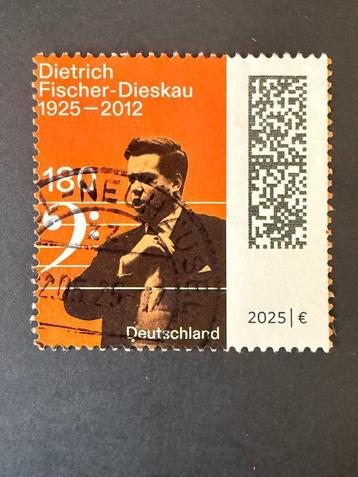 Dietrich
Fischer-Dieskau
1925–2012
180
Deutschland
2025|€